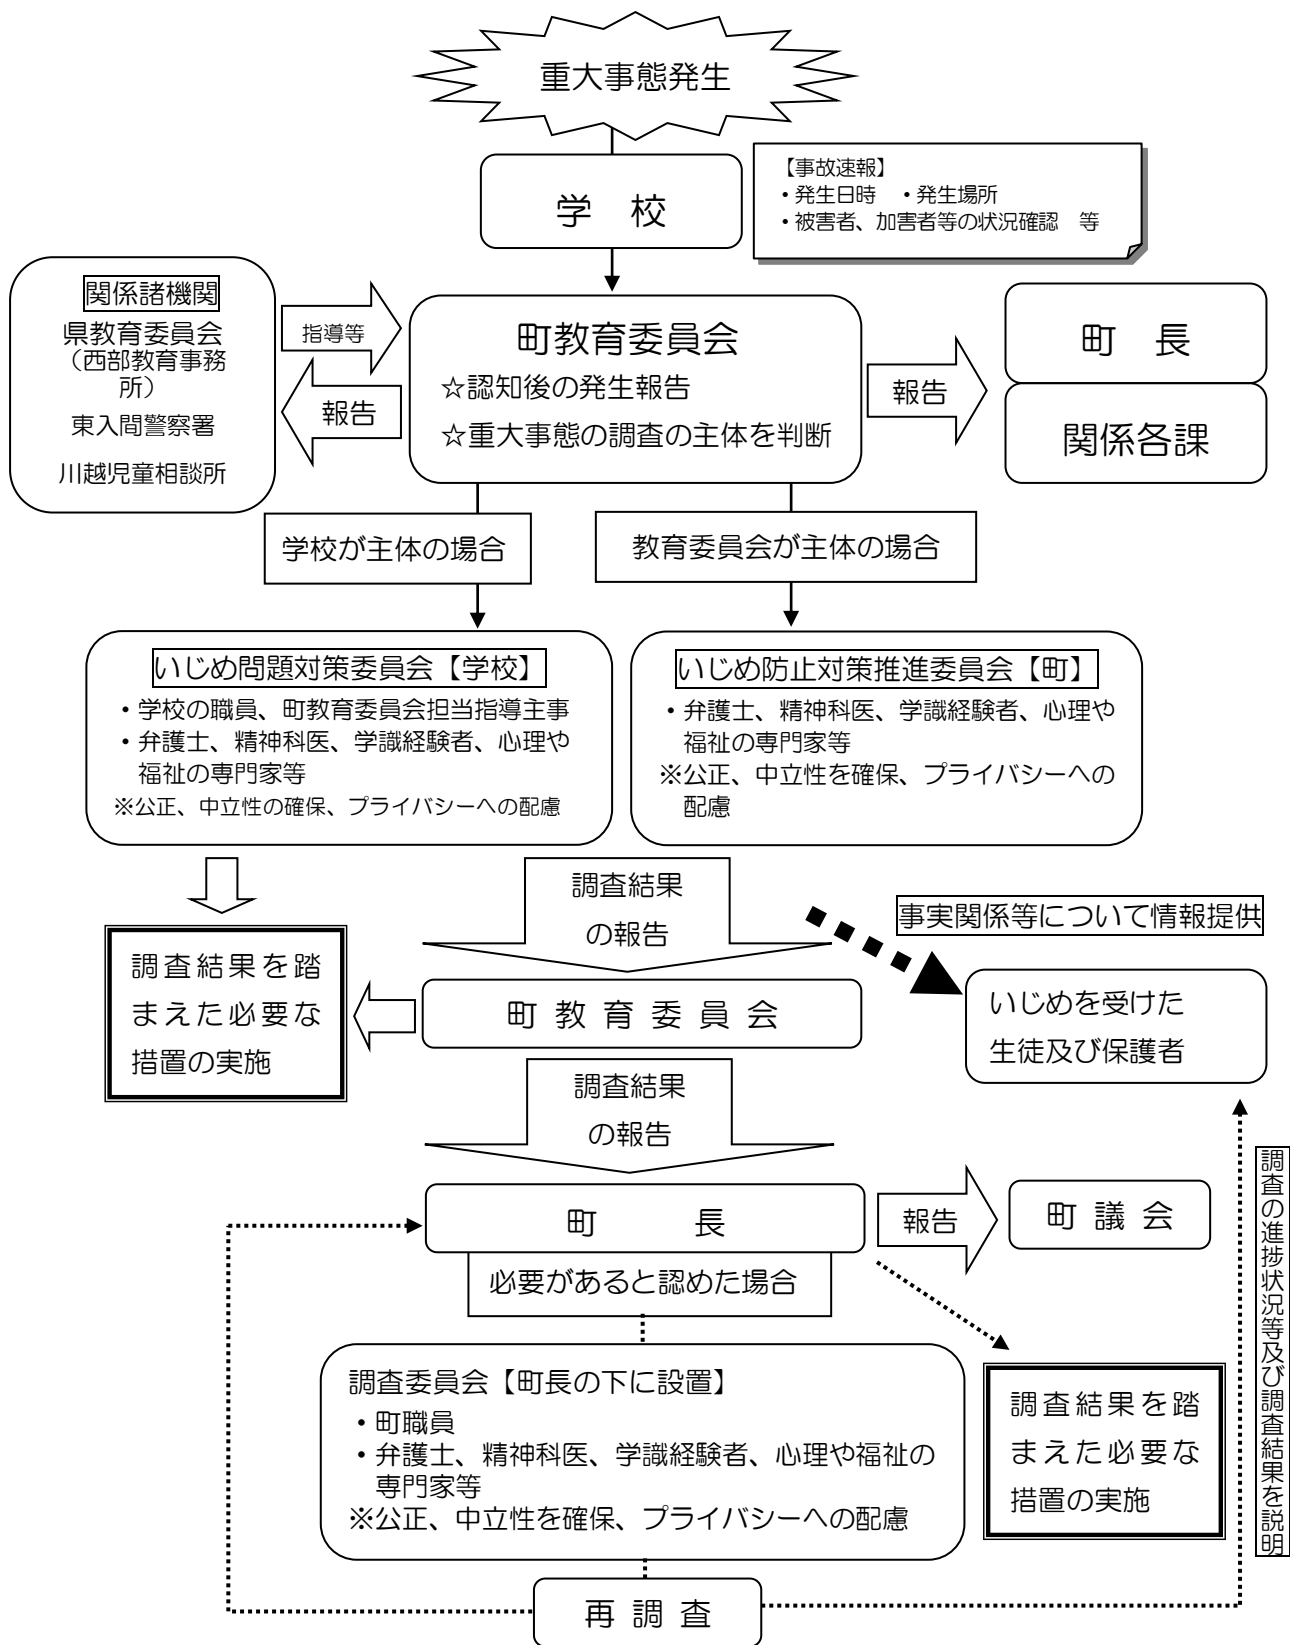 重大事態発生
学　校
【事故速報】
・発生日時　・発生場所
・被害者、加害者等の状況確認　等
関係諸機関
県教育委員会
（西部教育事務
所）
東入間警察署
川越児童相談所
指導等
報告
町教育委員会
☆認知後の発生報告
☆重大事態の調査の主体を判断
報告
町　長
関係各課
学校が主体の場合
教育委員会が主体の場合
いじめ問題対策委員会【学校】
・学校の職員、町教育委員会担当指導主事
・弁護士、精神科医、学識経験者、心理や
福祉の専門家等
※公正、中立性の確保、プライバシーへの配慮
いじめ防止対策推進委員会【町】
・弁護士、精神科医、学識経験者、心理や
福祉の専門家等
※公正、中立性を確保、プライバシーへの
配慮
調査結果
の報告
事実関係等について情報提供
調査結果を踏
まえた必要な
措置の実施
町教育委員会
いじめを受けた
生徒及び保護者
調査結果
の報告
町　　長
報告
町議会
必要があると認めた場合
調査の進捗状況等及び調査結果を説明
調査委員会【町長の下に設置】
・町職員
・弁護士、精神科医、学識経験者、心理や福祉の
専門家等
※公正、中立性を確保、プライバシーへの配慮
調査結果を踏
まえた必要な
措置の実施
再調査